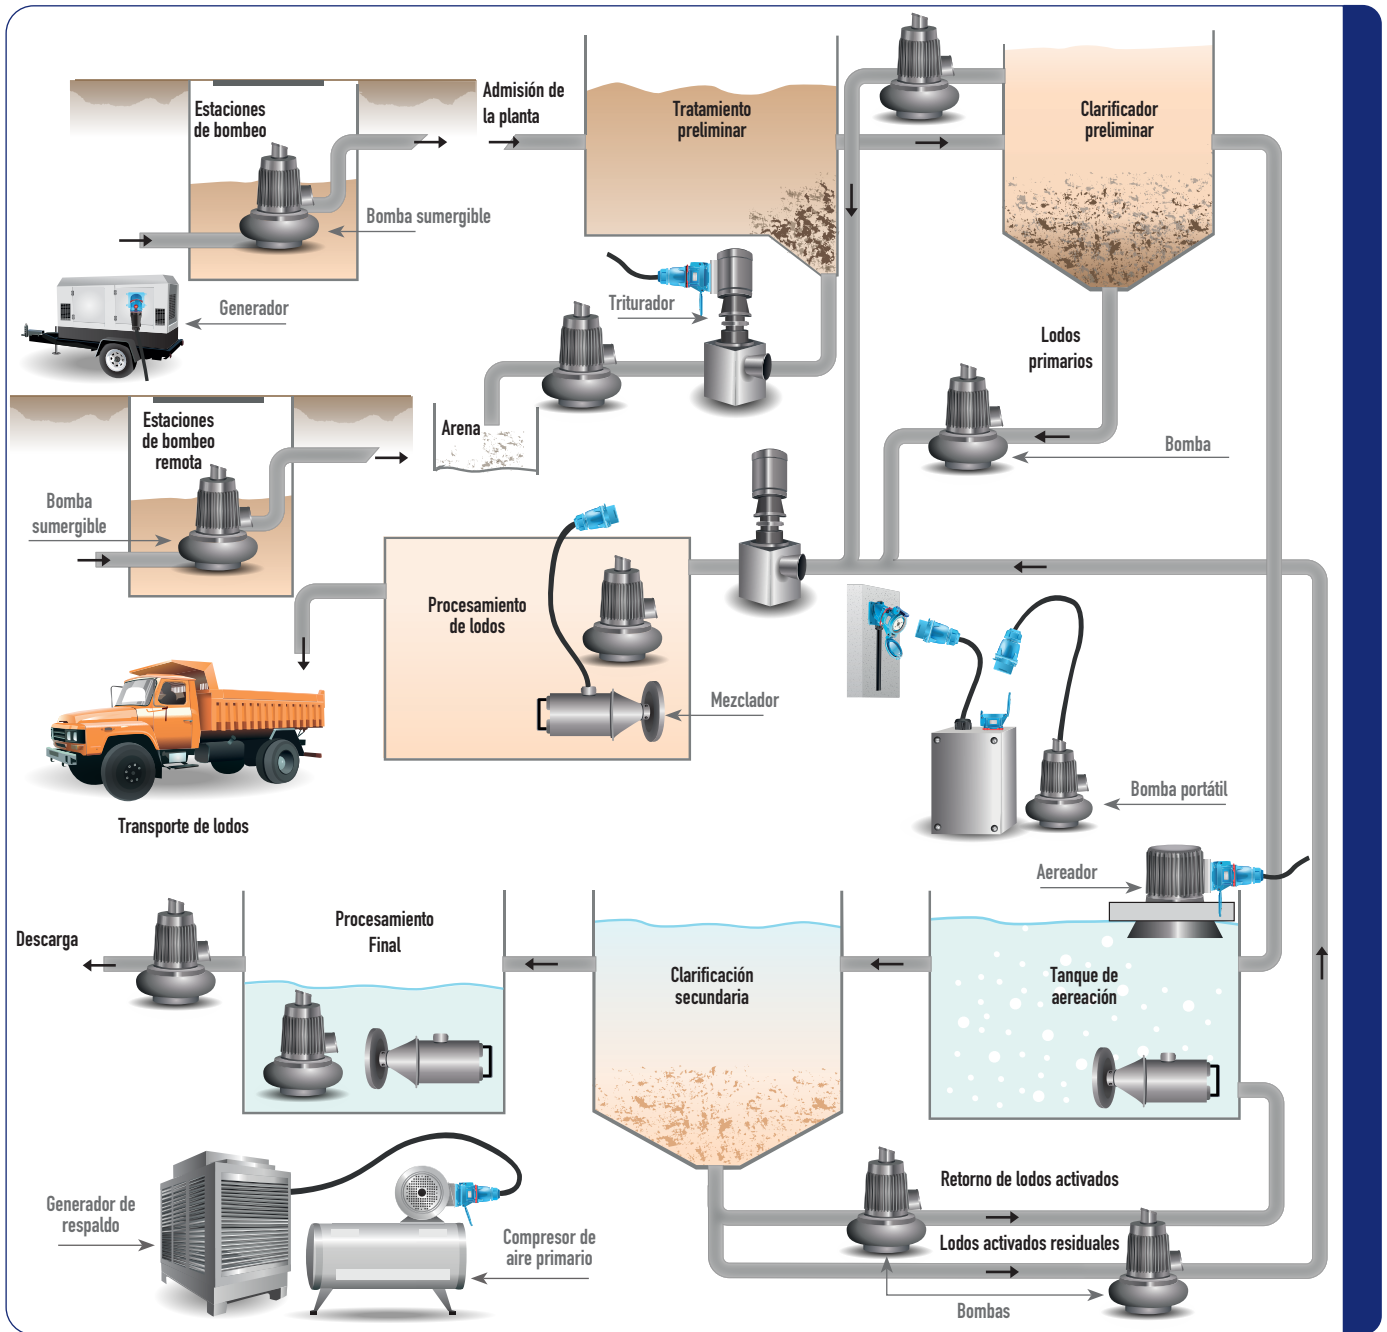 Estaciones
de bombeo
Admisión de
la planta
Tratamiento
preliminar
Clarificador
preliminar
Bomba sumergible
Generador
Triturador
Lodos
primarios
Estaciones
de bombeo
remota
Arena
Bomba
Bomba
sumergible
Procesamiento
de lodos
Mezclador
Bomba portátil
Transporte de lodos
Aereador
Descarga
Procesamiento
Final
Clarificación
secundaria
Tanque de
aereación
Retorno de lodos activados
Generador de
respaldo
Compresor de
aire primario
Lodos activados residuales
Bombas